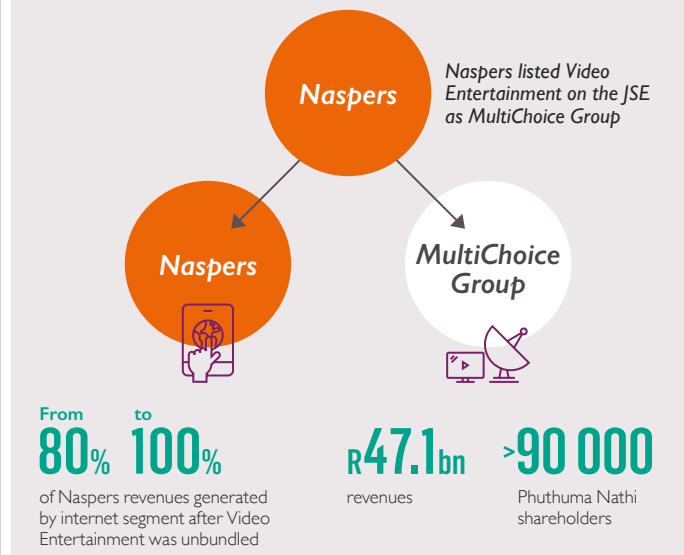 Naspers
Naspers listed Video
Entertainment on the JSE
as MultiChoice Group
Naspers
MultiChoice
Group
From to
80% 100%
of Naspers revenues generated
by internet segment after Video
Entertainment was unbundled
R47.1bn
revenues
>90 000
Phuthuma Nathi
shareholders